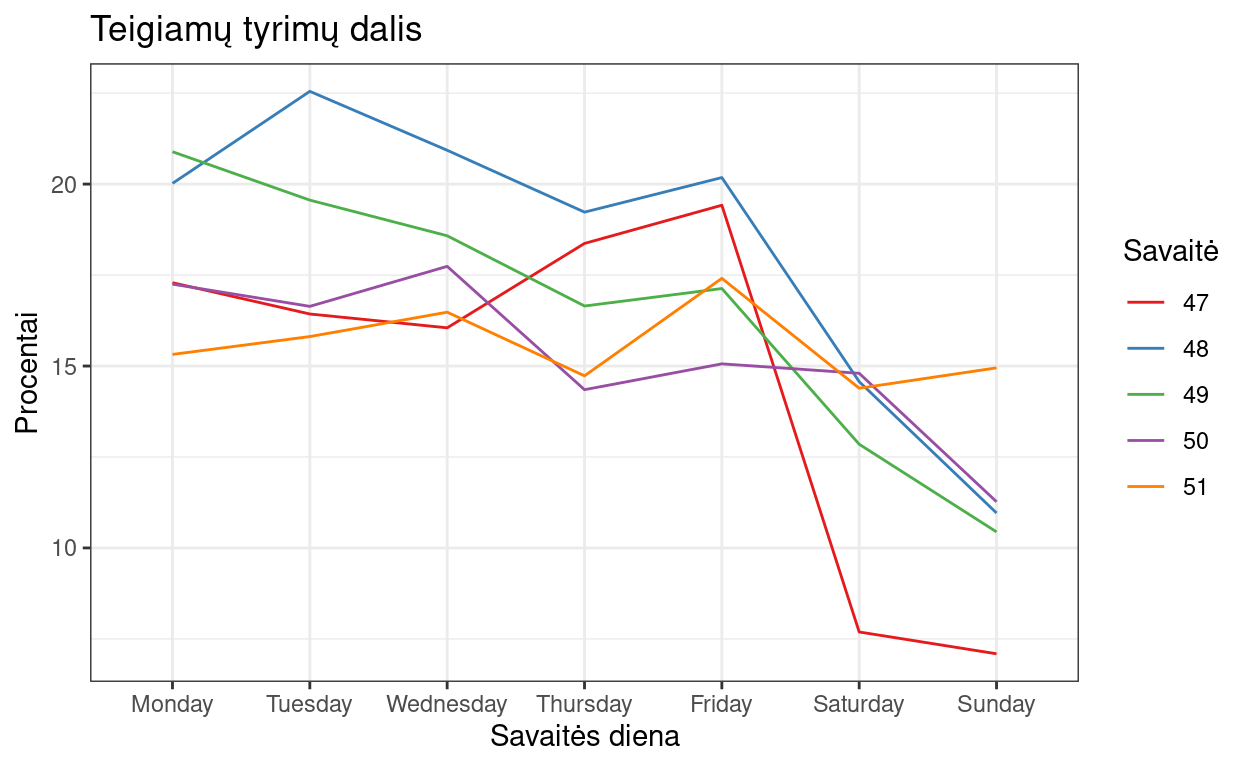 Teigiamų tyrimų dalis
Procentai
20
15
10
Monday
Tuesday
Wednesday
Thursday
Friday
Saturday
Sunday
Savaitės diena
Savaitė
47
48
49
50
51